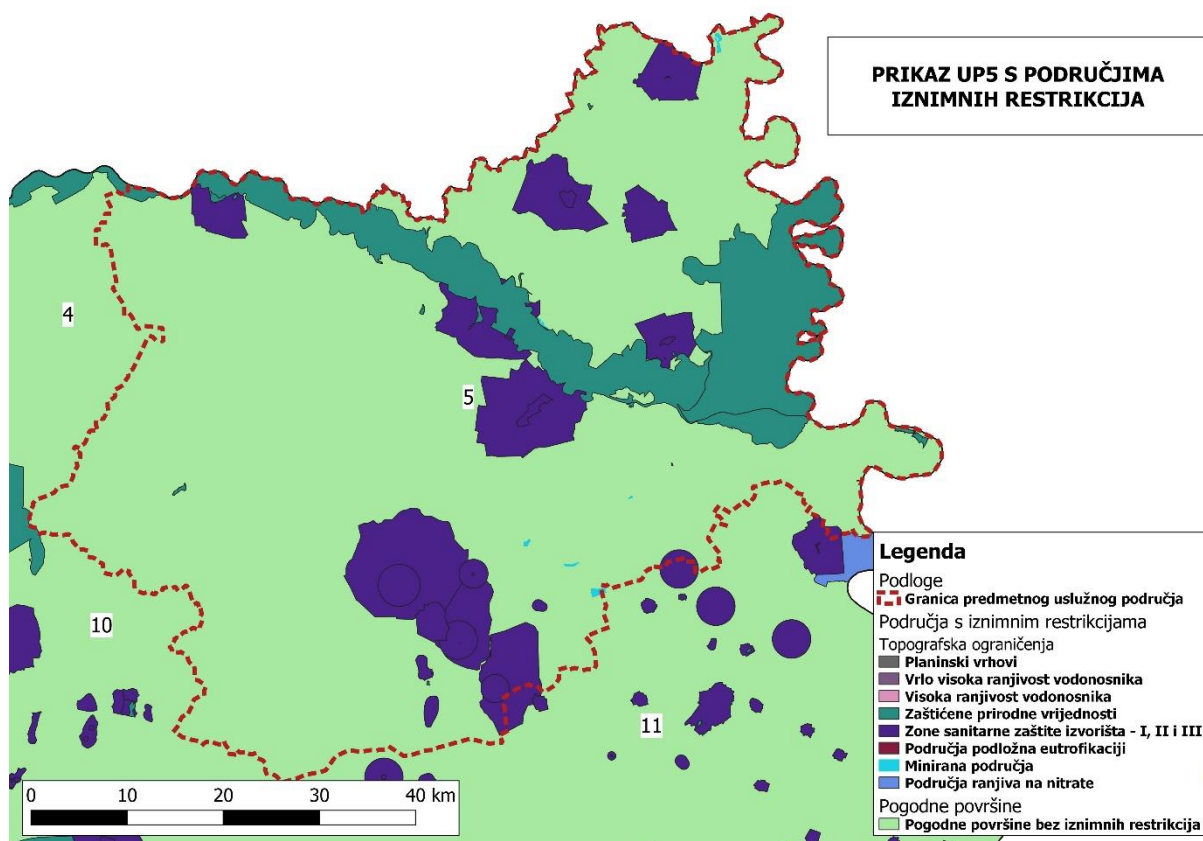 PRIKAZ UP5 S PODRUČJIMA
IZNIMNIH RESTRIKCIJA
4
5
10
11
Legenda
Podloge
Granica predmetnog uslužnog područja
Područja s iznimnim restrikcijama
Topografska ograničenja
Planinski vrhovi
Vrlo visoka ranjivost vodonosnika
Visoka ranjivost vodonosnika
Zaštićene prirodne vrijednosti
Zone sanitarne zaštite izvorišta - I, II i III
Područja podložna eutrofikaciji
Minirana područja
Područja ranjiva na nitrate
Pogodne površine
Pogodne površine bez iznimnih restrikcija
0 10 20 30 40 km